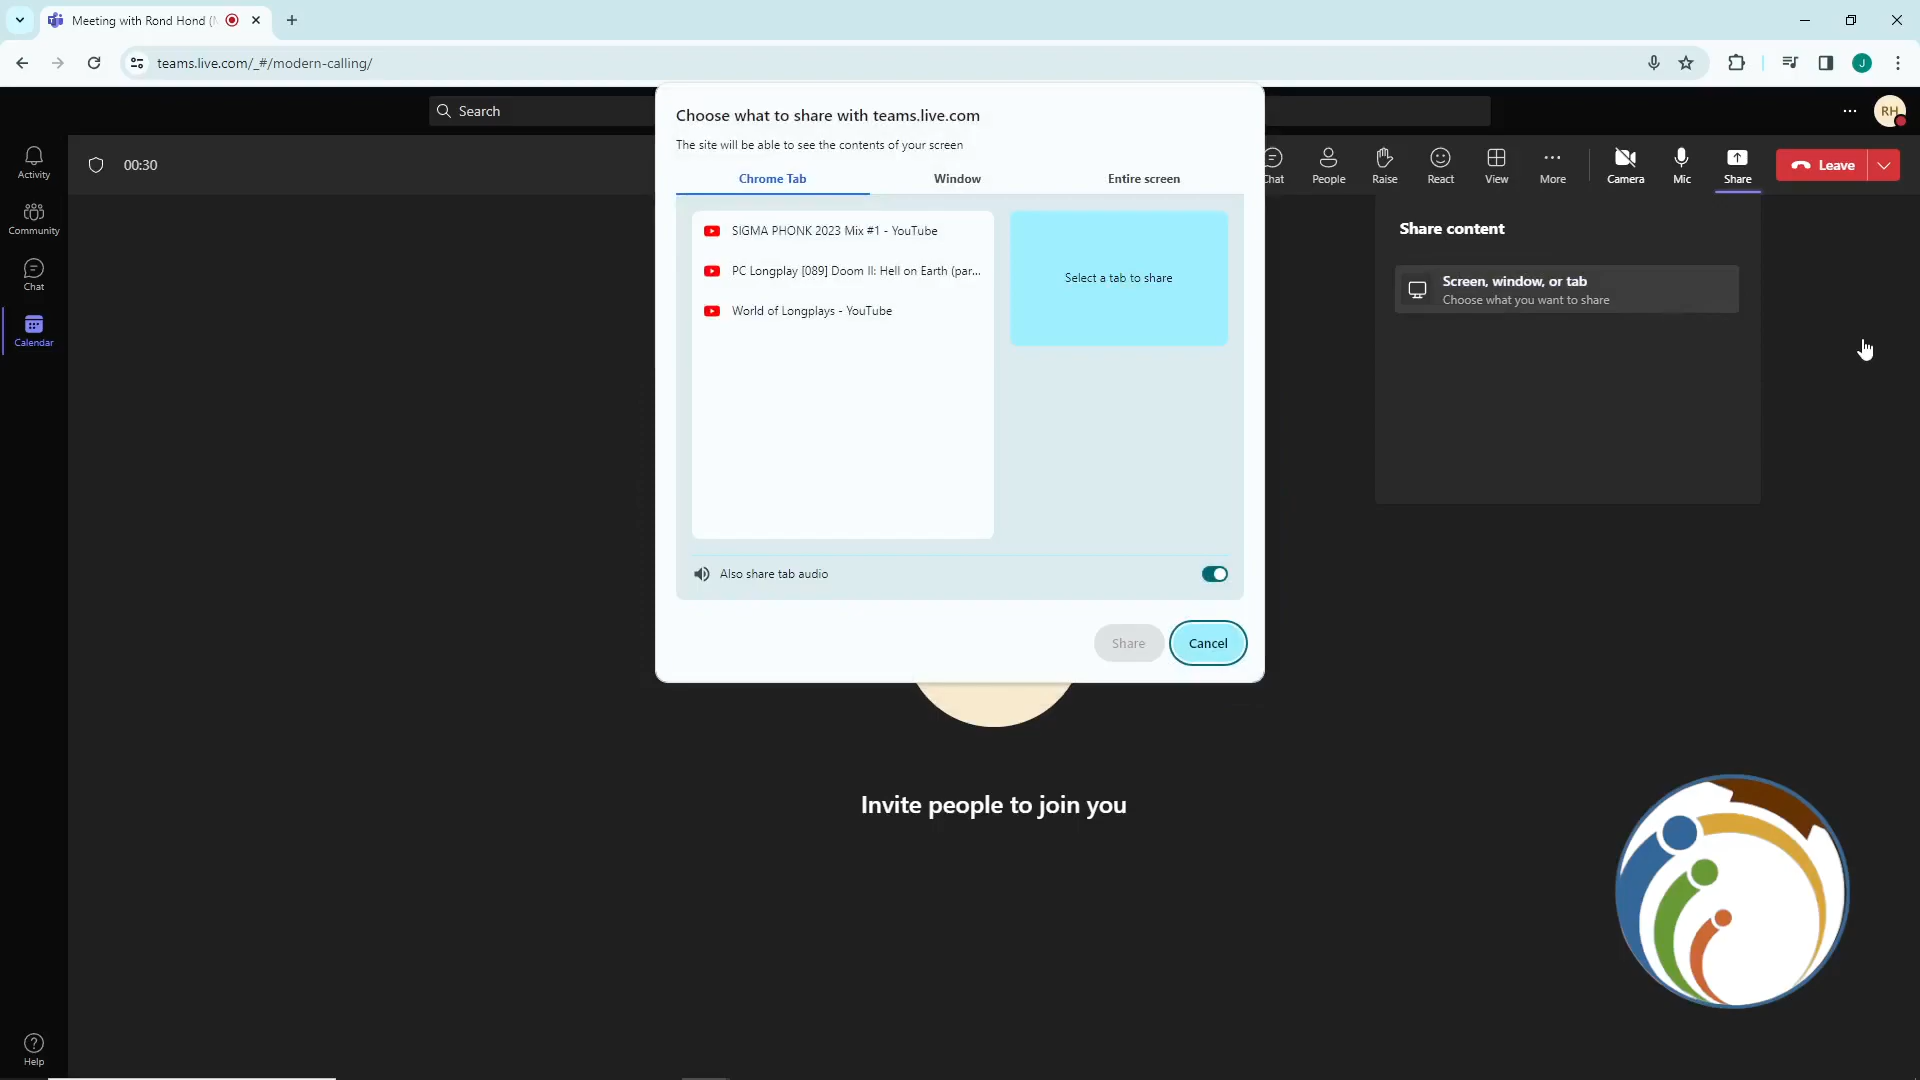 Meeting with Rond Hond (
teams.live.com/_#/modern-calling/
J
Search
RH
00:30
Chat
People
Raise
React
View
More
Camera
Mic
Share
Leave
Activity
Community
Chat
Calendar
Help
Choose what to share with teams.live.com
The site will be able to see the contents of your screen
Chrome Tab
Window
Entire screen
SIGMA PHONK 2023 Mix #1 - YouTube
PC Longplay [089] Doom II: Hell on Earth (par...
World of Longplays - YouTube
Select a tab to share
Also share tab audio
Share
Cancel
Share content
Screen, window, or tab
Choose what you want to share
Invite people to join you